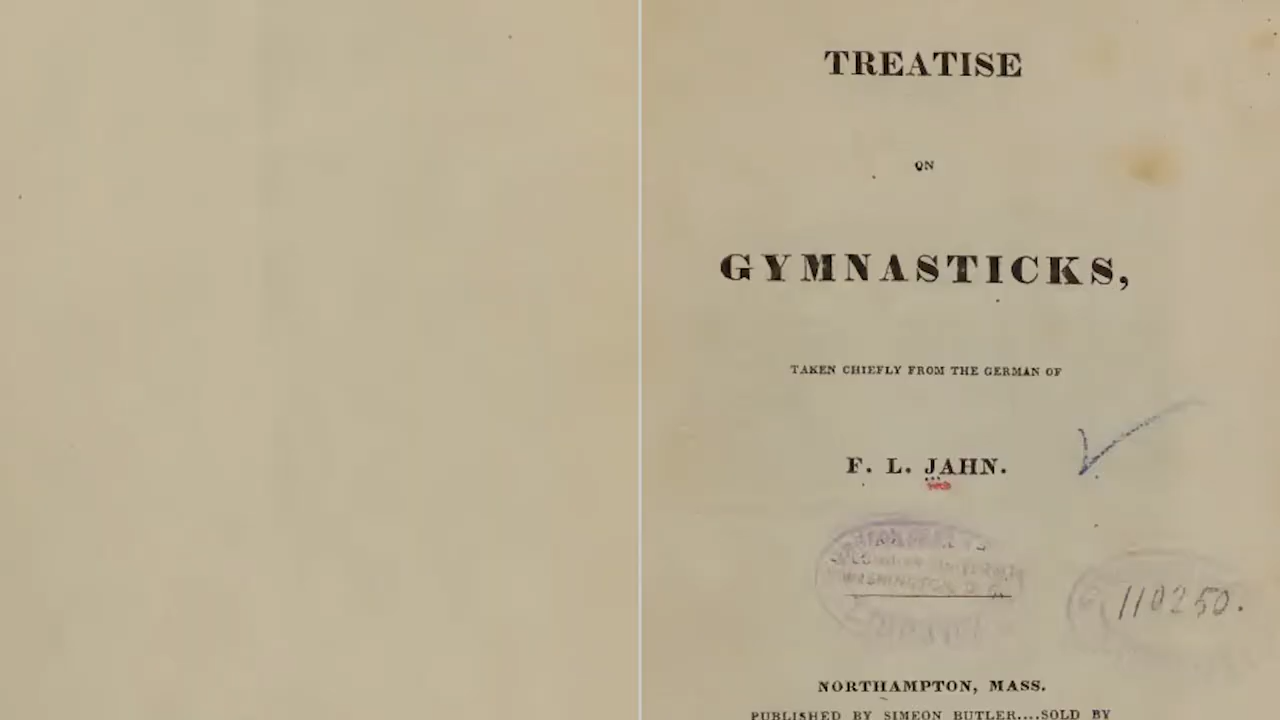 TREATISE
ON
GYMNASTICKS,
TAKEN CHIEFLY FROM THE GERMAN OF
F. L. JAHN.
WASHINGTON, D. C.
110250.
NORTHAMPTON, MASS.
PUBLISHED BY SIMEON BUTLER....SOLD BY